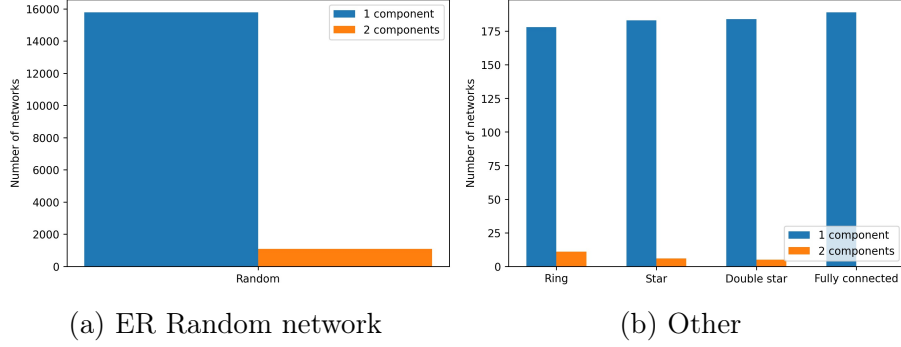 16000
14000
12000
10000
8000
6000
4000
2000
0
Number of networks
1 component
2 components
Random
(a) ER Random network
175
150
125
100
75
50
25
0
Number of networks
1 component
2 components
Ring Star Double star Fully connected
(b) Other